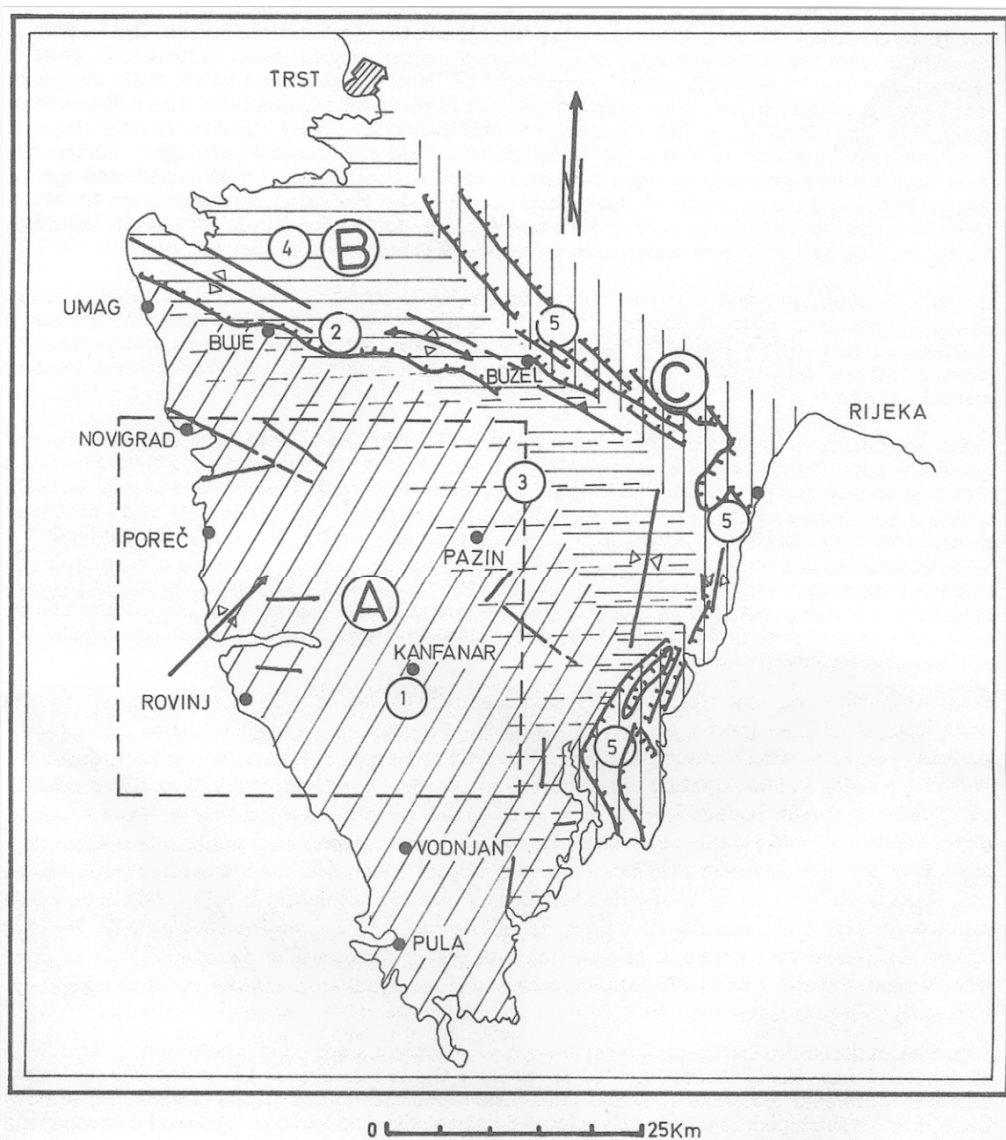 TRST
4
B
UMAG
BUJE
2
5
BUZEL
C
RIJEKA
NOVIGRAD
3
5
POREČ
PAZIN
A
KANFANAR
ROVINJ
1
5
VODNJAN
PULA
0 25Km